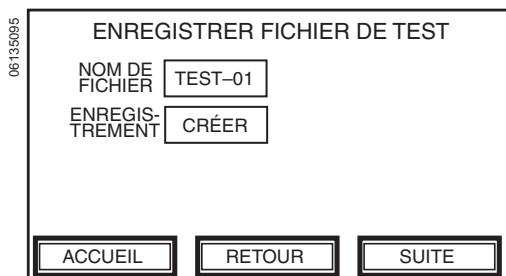 06135095
ENREGISTRER FICHIER DE TEST
NOM DE
FICHIER
TEST–01
ENREGIS-
TREMENT
CRÉER
ACCUEIL
RETOUR
SUITE